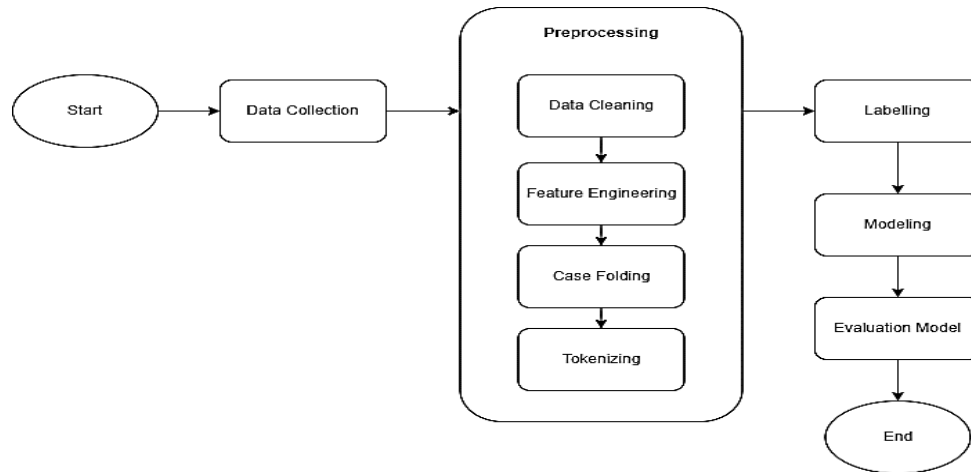 Start
Data Collection
Preprocessing
Data Cleaning
Feature Engineering
Case Folding
Tokenizing
Labelling
Modeling
Evaluation Model
End